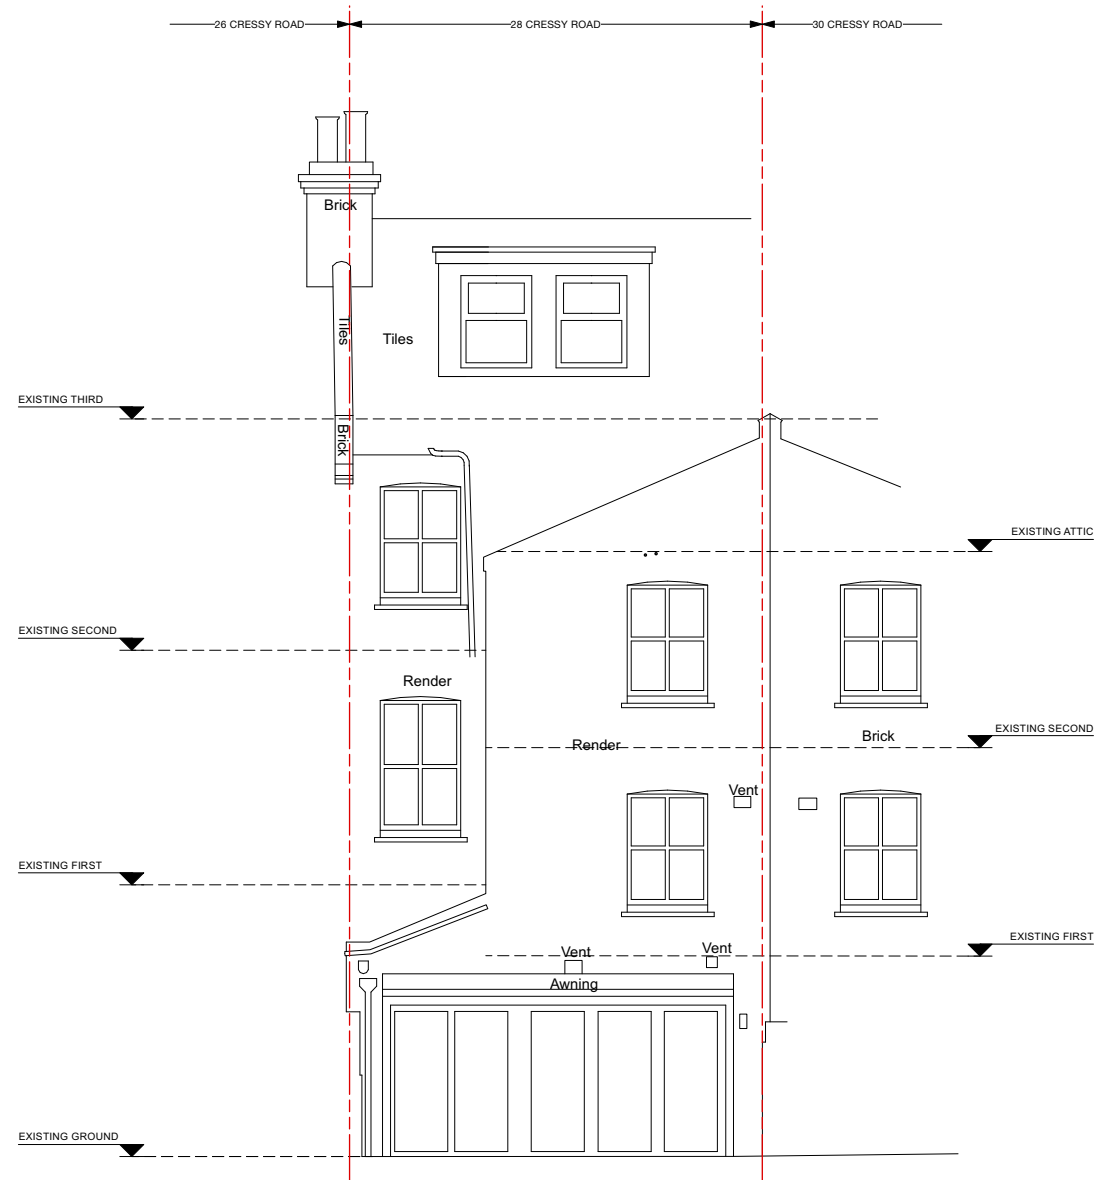 26 CRESSY ROAD
28 CRESSY ROAD
30 CRESSY ROAD
Brick
Tiles
Tiles
EXISTING THIRD
Brick
EXISTING ATTIC
EXISTING SECOND
Render
EXISTING SECOND
Brick
Render
Vent
EXISTING FIRST
EXISTING FIRST
Vent
Vent
Awning
EXISTING GROUND